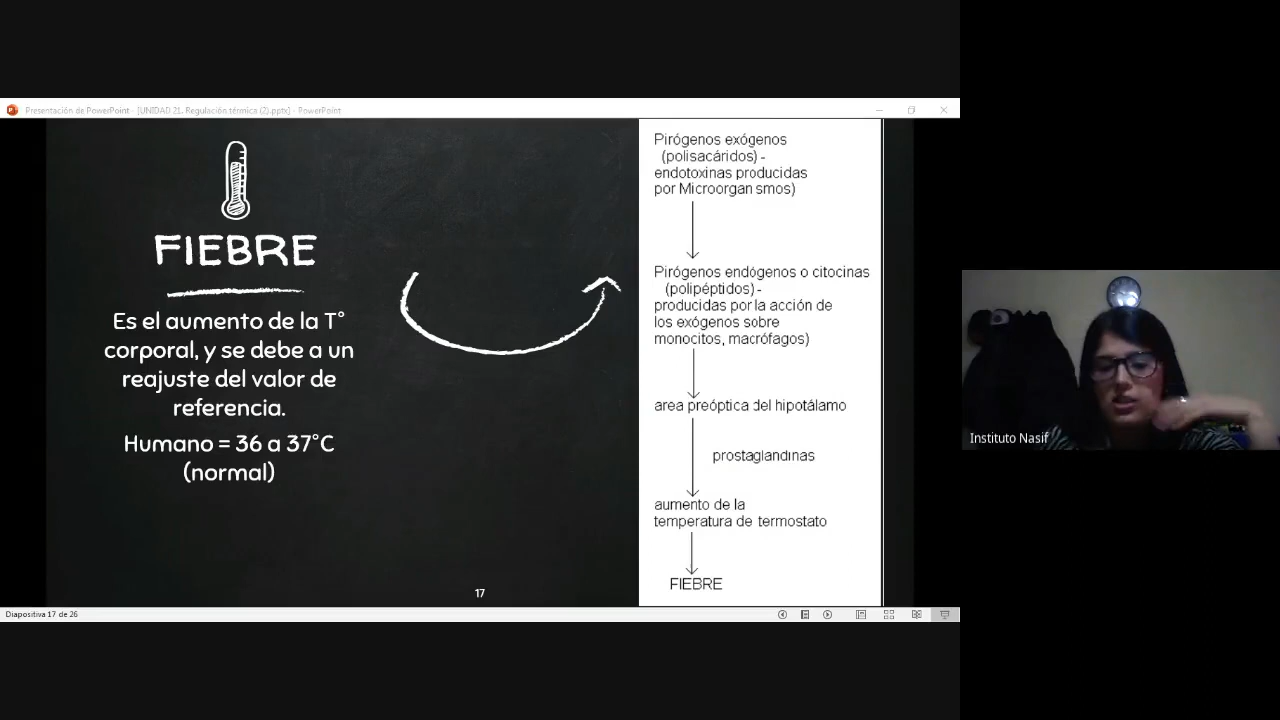 Presentación de PowerPoint - [UNIDAD 21. Regulación térmica (2).pptx] - PowerPoint
FIEBRE
Es el aumento de la T°
corporal, y se debe a un
reajuste del valor de
referencia.
Humano = 36 a 37°C
(normal)
Pirógenos exógenos
(polisacáridos) -
endotoxinas producidas
por Microorgan smos)
Pirógenos endógenos o citocinas
(polipéptidos) -
producidas por la acción de
los exógenos sobre
monocitos, macrófagos)
area preóptica del hipotálamo
prostaglandinas
aumento de la
temperatura de termostato
FIEBRE
17
Diapositiva 17 de 26
Instituto Nasif